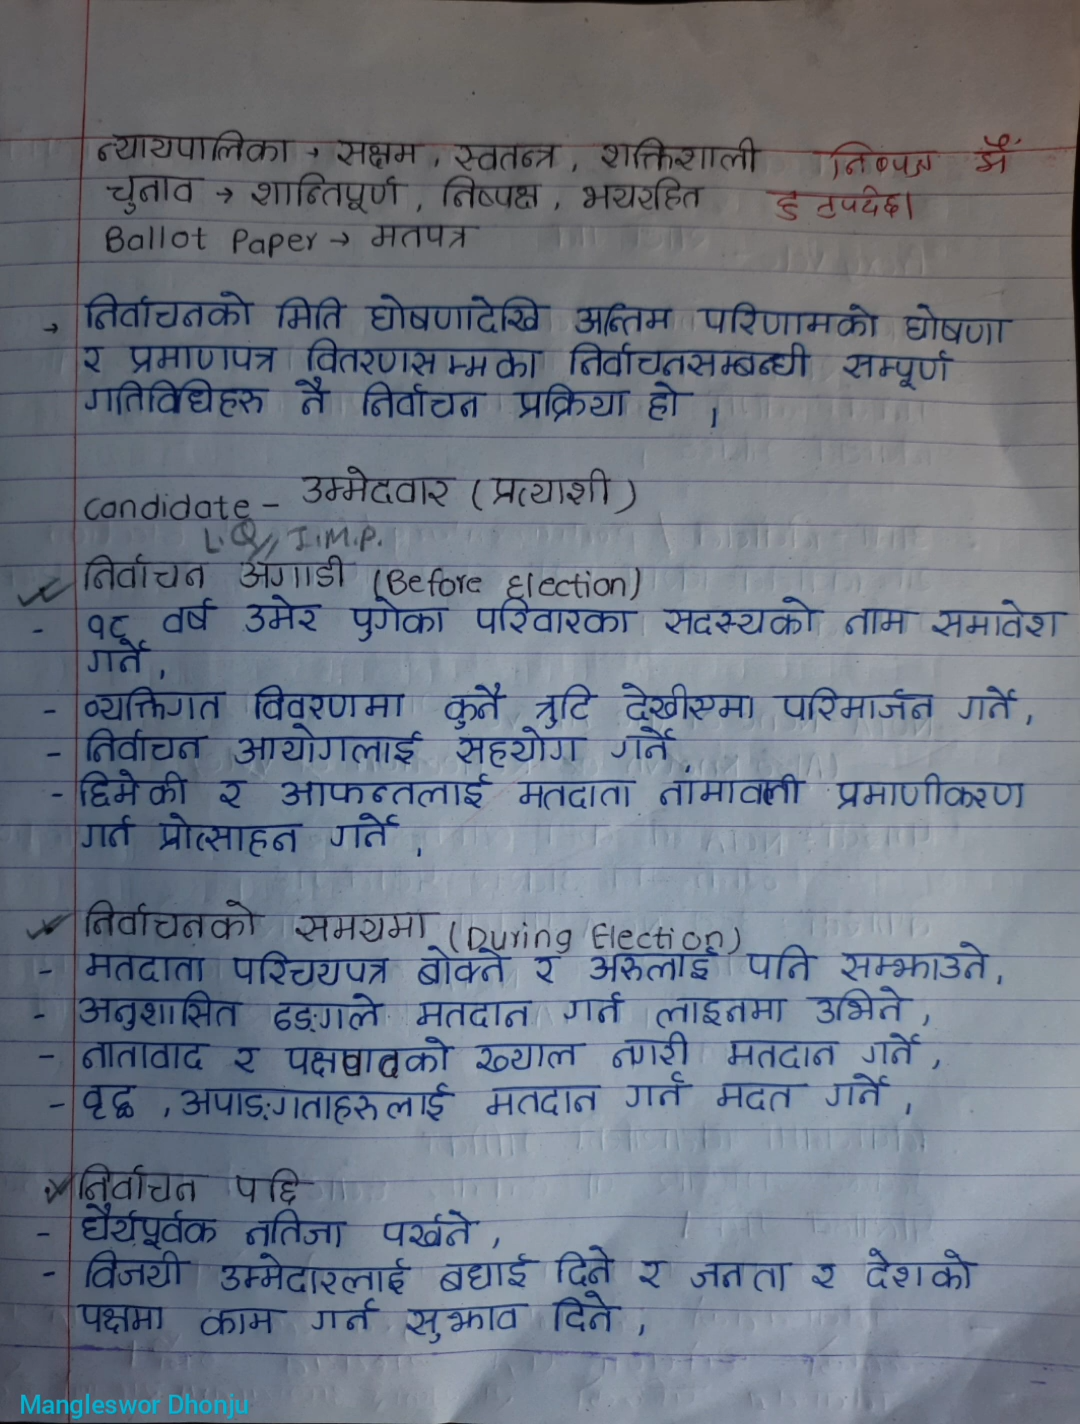 न्यायपालिका → सक्षम, स्वतन्त्र, शक्तिशाली
चुनाव → शान्तिपूर्ण, निष्पक्ष, भयरहित
Ballot Paper → मतपत्र
→ निर्वाचनको मिति घोषणादेखि अन्तिम परिणामको घोषणा
र प्रमाणपत्र वितरणसम्मका निर्वाचनसम्बन्धी सम्पूर्ण
गतिविधिहरु नै निर्वाचन प्रक्रिया हो ,
Candidate - उम्मेदवार (प्रत्याशी)
L.Q// I.M.P.
निर्वाचन अगाडी (Before Election)
- १८ वर्ष उमेर पुगेका परिवारका सदस्यको नाम समावेश
गर्ने,
- व्यक्तिगत विवरणमा कुनै त्रुटि देखीएमा परिमार्जन गर्ने,
- निर्वाचन आयोगलाई सहयोग गर्ने,
- छिमेकी र आफन्तलाई मतदाता नामावली प्रमाणीकरण
गर्न प्रोत्साहन गर्ने,
निर्वाचनको समयमा (During Election)
- मतदाता परिचयपत्र बोक्ने र अरुलाई पनि सम्झाउने,
- अनुशासित ढङ्गले मतदान गर्न लाइनमा उभिने,
- नातावाद र पक्षपातको ख्याल नगरी मतदान गर्ने,
- वृद्ध, अपाङ्गताहरुलाई मतदान गर्न मदत गर्ने,
निर्वाचन पछि
- धैर्यपूर्वक नतिजा पर्खने,
- विजयी उम्मेदारलाई बधाई दिने र जनता र देशको
पक्षमा काम गर्न सुझाव दिने,
Mangleswor Dhonju